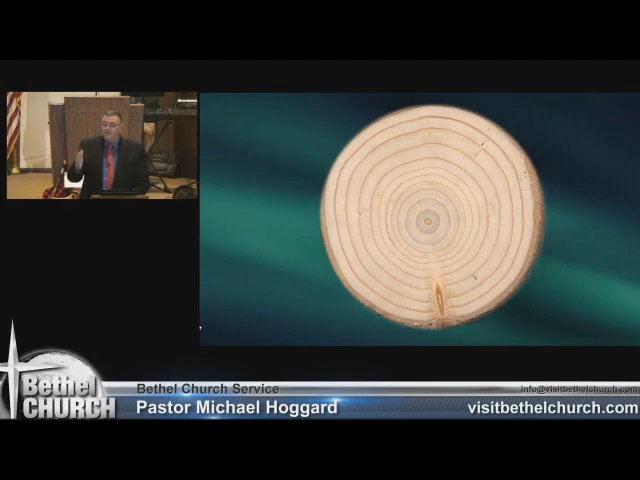 Bethel
CHURCH
Bethel Church Service
info@visitbethelchurch.com
Pastor Michael Hoggard
visitbethelchurch.com